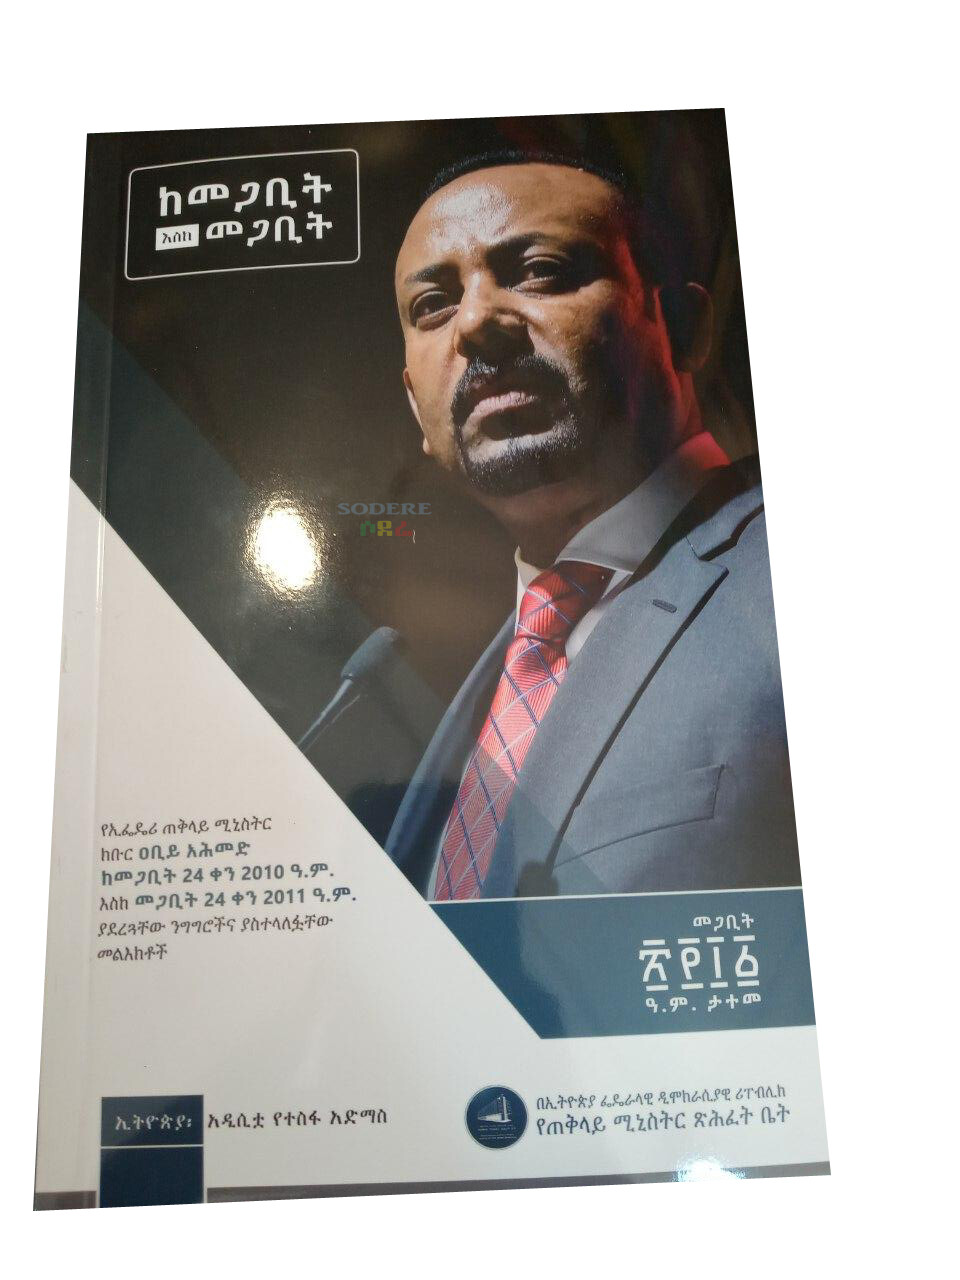 ከመጋቢት
እስከ መጋቢት
SODERE
ሶደሬ
የኢፌዴሪ ጠቅላይ ሚኒስትር
ክቡር ዐቢይ አሕመድ
ከመጋቢት 24 ቀን 2010 ዓ.ም.
እስከ መጋቢት 24 ቀን 2011 ዓ.ም.
ያደረጓቸው ንግግሮችና ያስተላለፏቸው
መልእክቶች
መጋቢት
፳፻፲፩
ዓ.ም. ታተመ
ኢትዮጵያ፡ አዲሲቷ የተስፋ አድማስ
በኢትዮጵያ ፌዴራላዊ ዲሞክራሲያዊ ሪፐብሊክ
የጠቅላይ ሚኒስትር ጽሕፈት ቤት